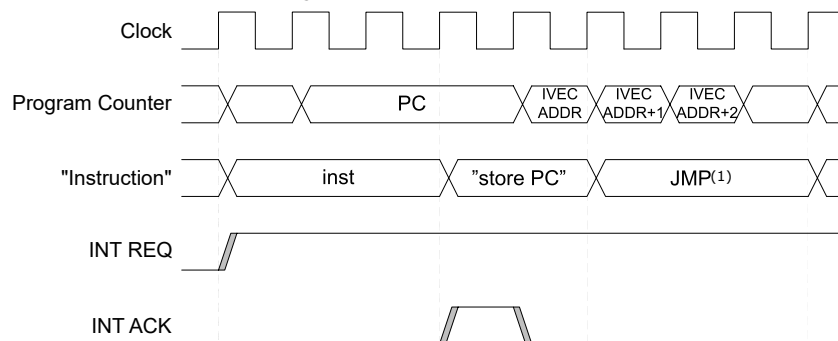 Clock
Program Counter
PC
IVEC
ADDR
IVEC
ADDR+1
IVEC
ADDR+2
"Instruction"
inst
"store PC"
JMP(1)
INT REQ
INT ACK